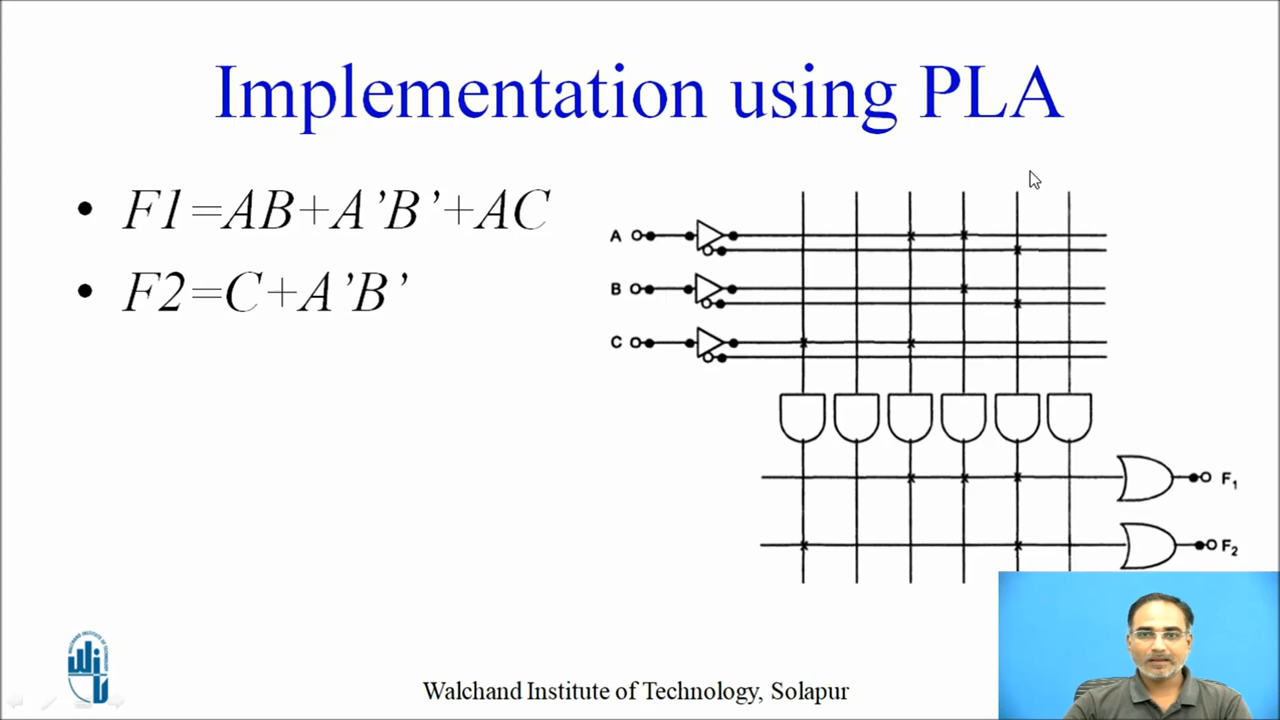 Implementation using PLA
• F1=AB+A’B’+AC
• F2=C+A’B’
A
B
C
F1
F2
Walchand Institute of Technology, Solapur